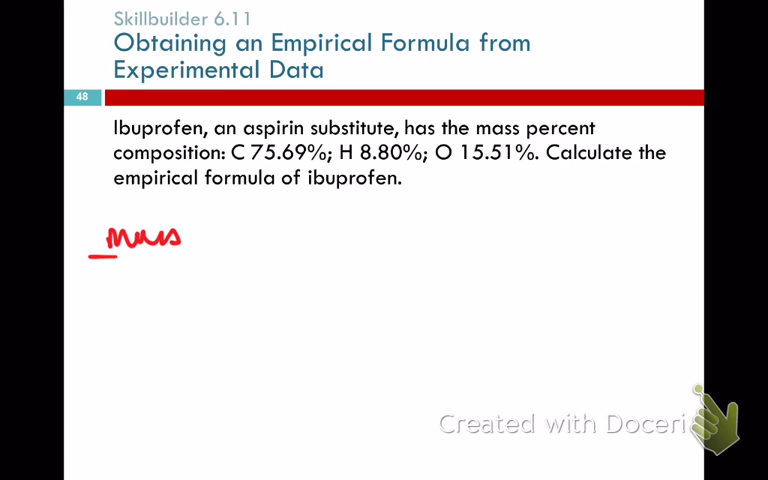 Skillbuilder 6.11
Obtaining an Empirical Formula from
Experimental Data
48
Ibuprofen, an aspirin substitute, has the mass percent
composition: C 75.69%; H 8.80%; O 15.51%. Calculate the
empirical formula of ibuprofen.
mass
Created with Doceri